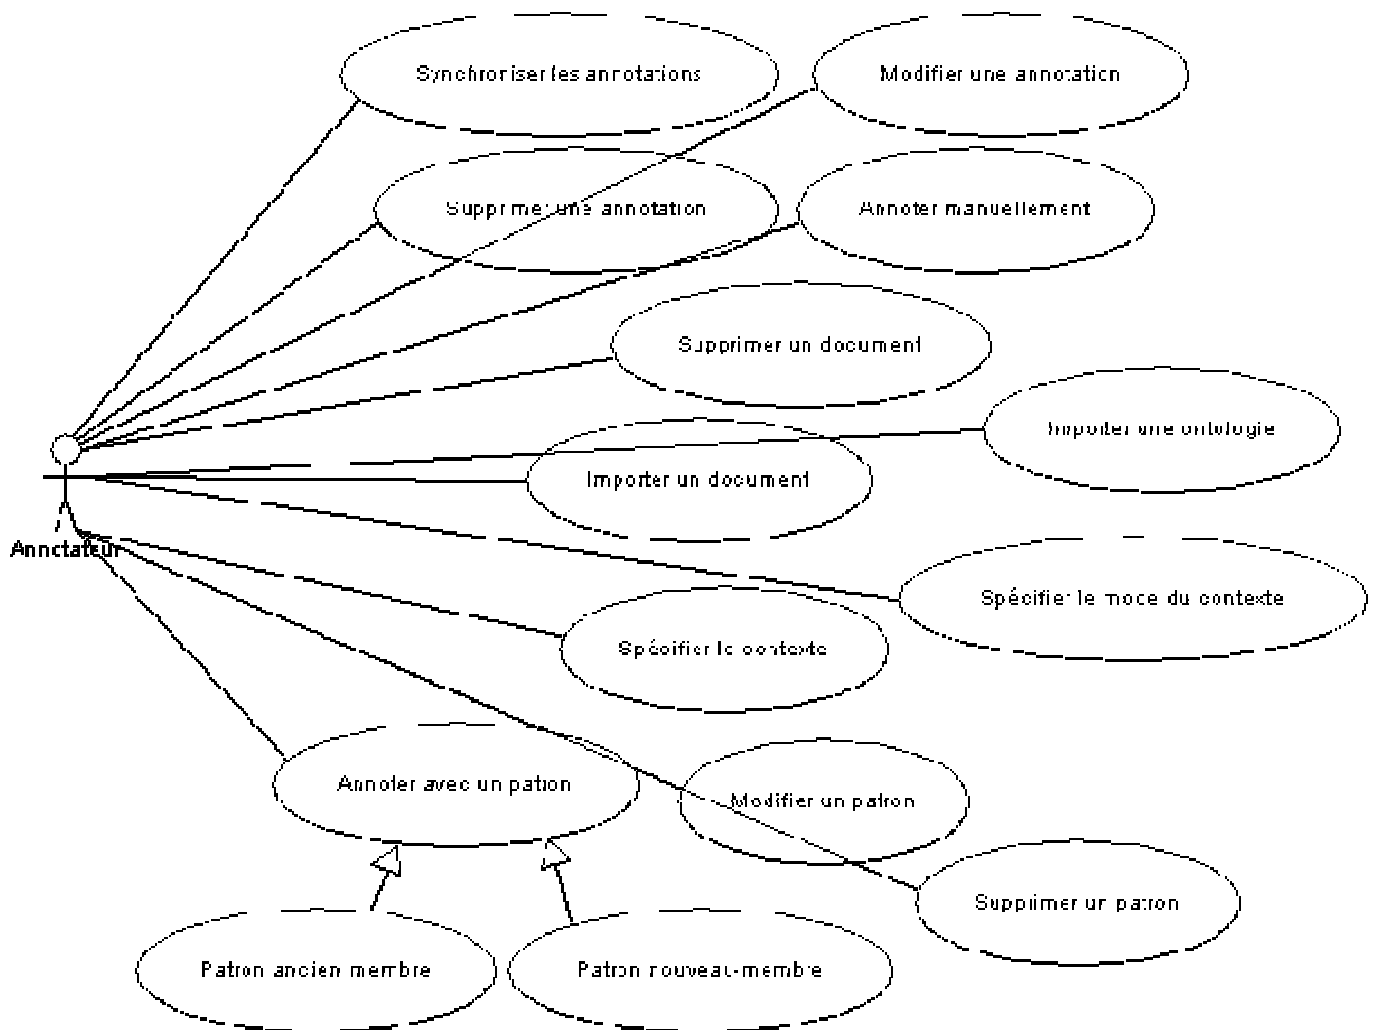 Synchroniser les annotations
Modifier une annotation
Supprimer une annotation
Annoter manuellement
Supprimer un document
Importer une ontologie
Importer un document
Annotateur
Spécifier le mode du contexte
Spécifier le contexte
Annoter avec un patron
Modifier un patron
Supprimer un patron
Patron ancien membre
Patron nouveau-membre